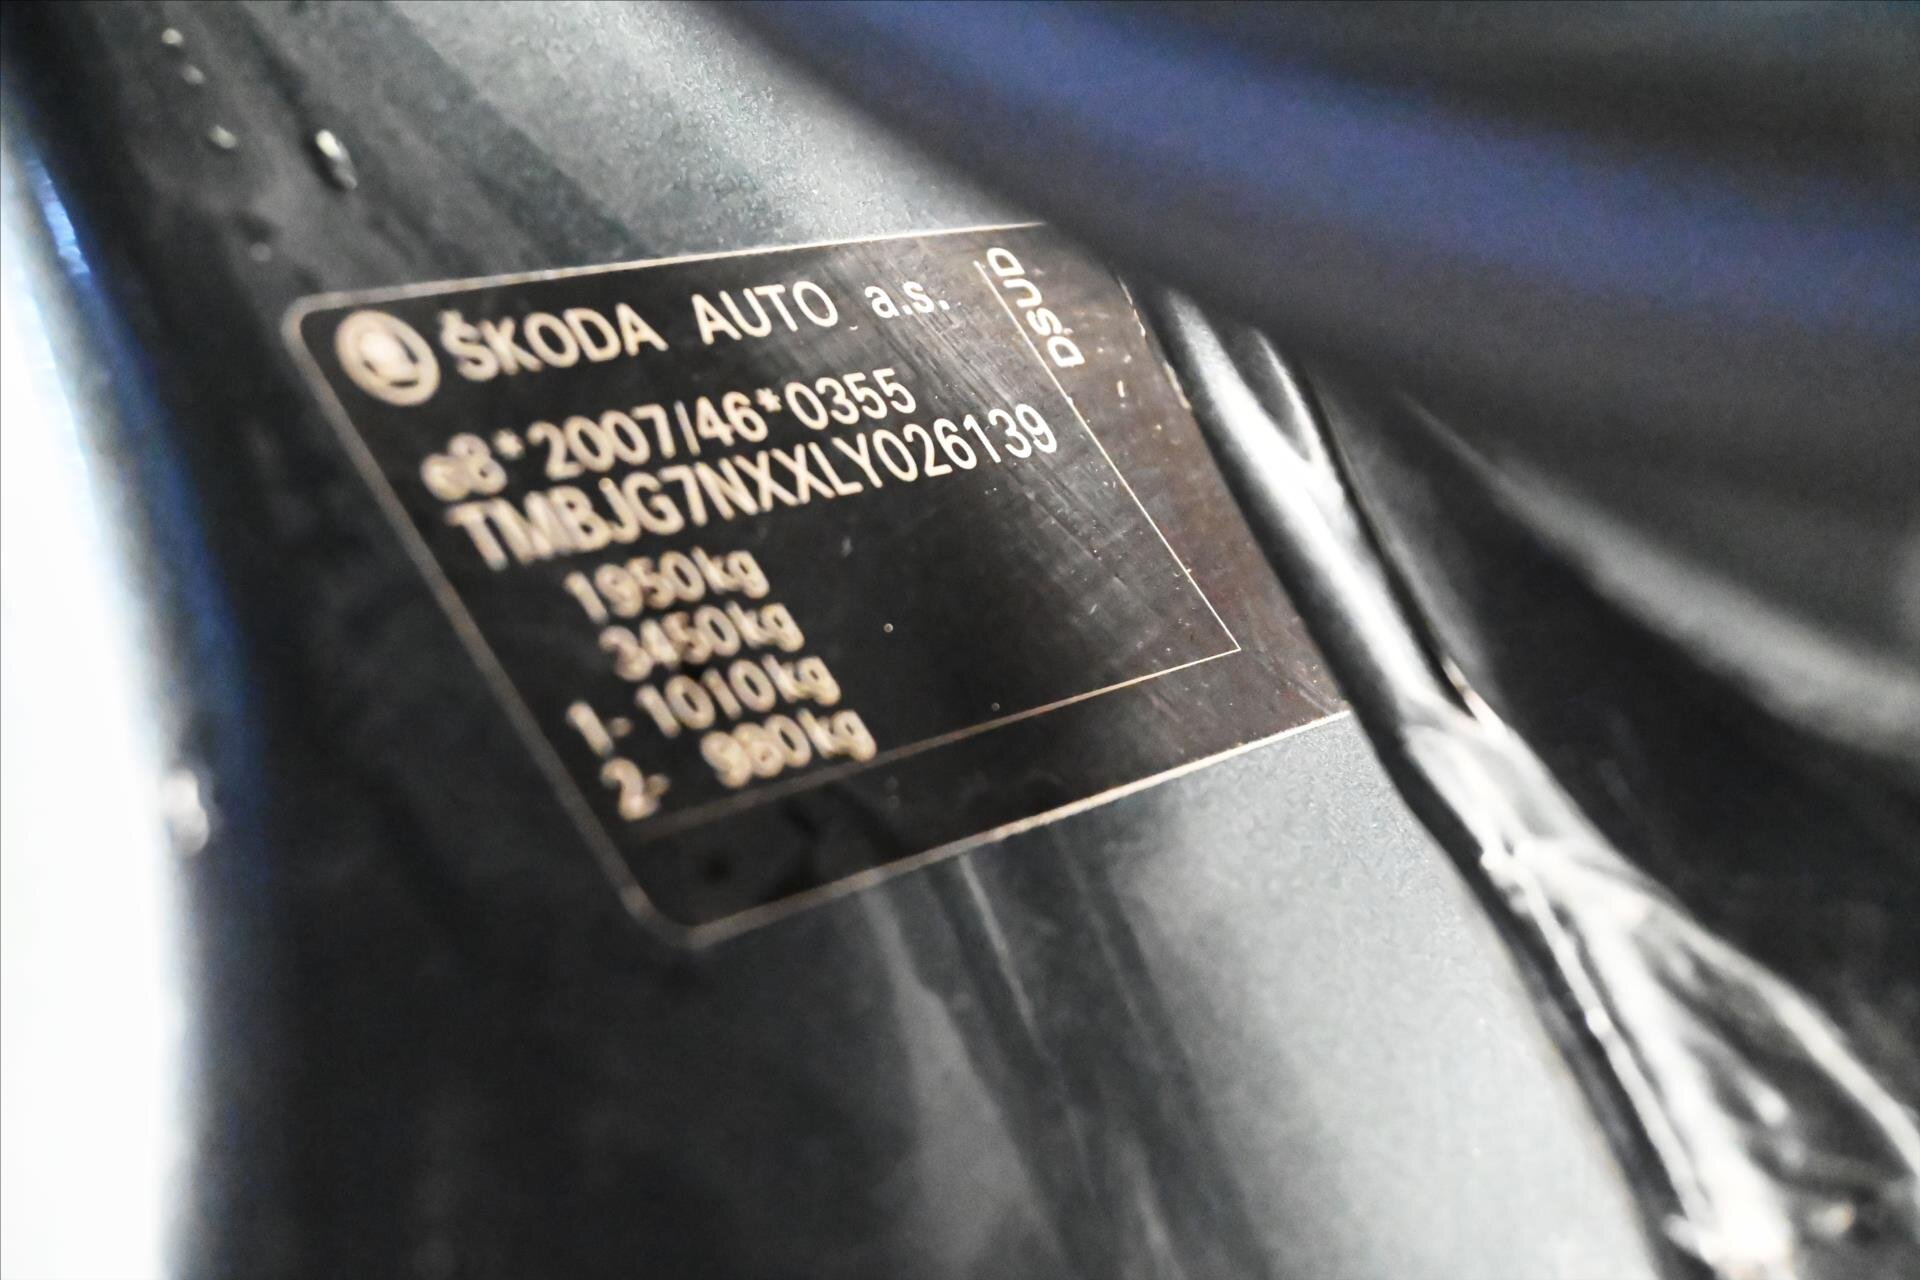 ŠKODA AUTO a.s.
e8*2007/46*0355
TMBJG7NXXLY026139
1950kg
3450kg
1- 1010kg
2- 980kg
DSUD